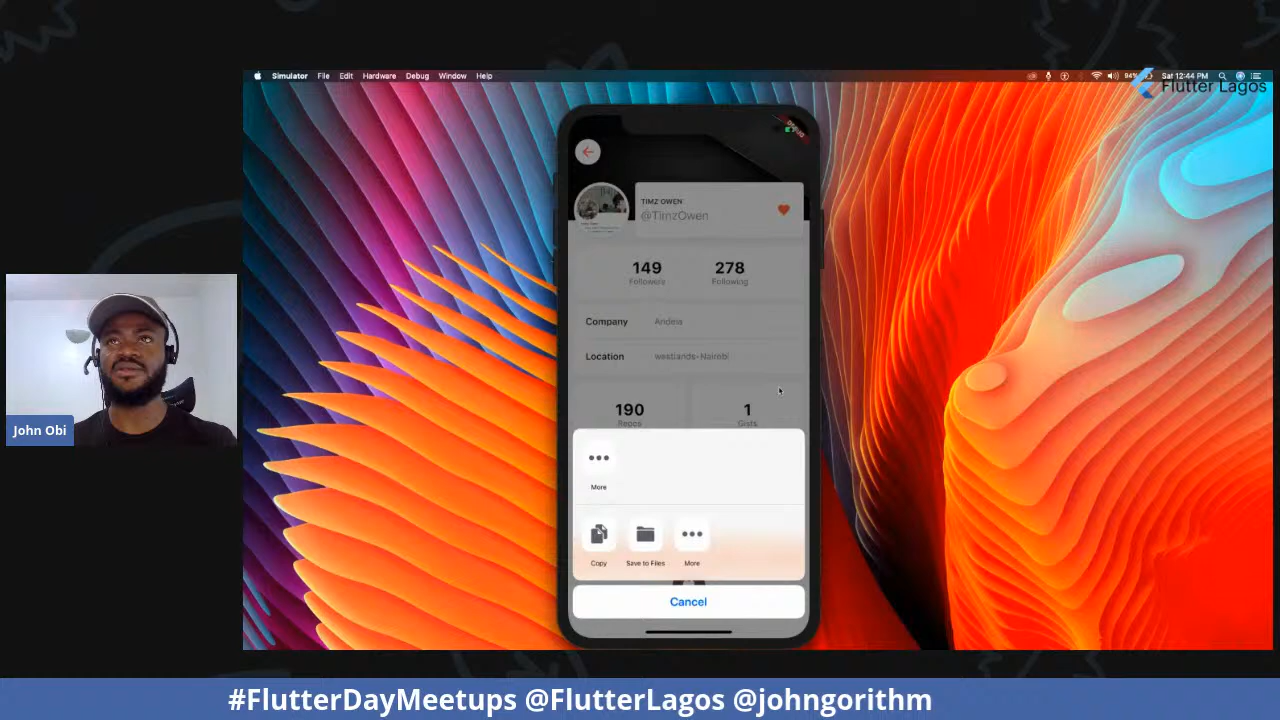 Simulator File Edit Hardware Debug Window Help
94% Sat 12:44 PM
Flutter Lagos
DEBUG
TIMZ OWEN
@TimzOwen
149 278
Followers Following
Company Andela
Location westlands-Nairobi
190 1
Repos Gists
More
Copy Save to Files More
Cancel
John Obi
#FlutterDayMeetups @FlutterLagos @johngorithm